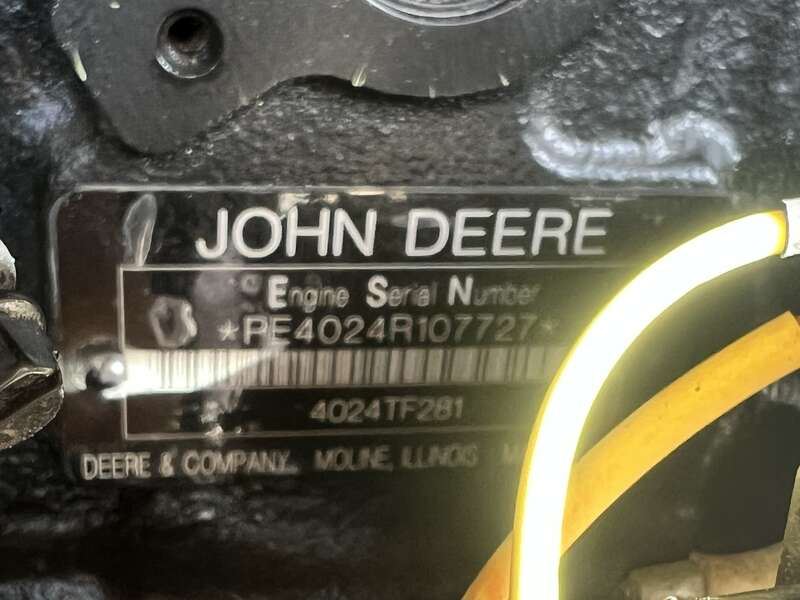 JOHN DEERE
Engine Serial Number
*PE4024R107727*
4024TF281
DEERE & COMPANY MOLINE, ILLINOIS